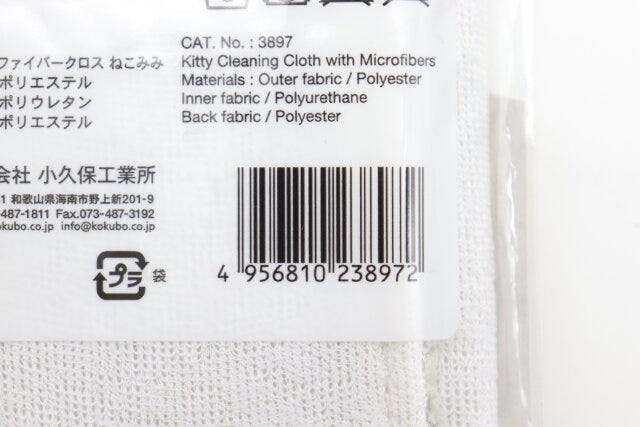 ファイバークロス ねこみみ
ポリエステル
ポリウレタン
ポリエステル
会社 小久保工業所
1 和歌山県海南市野上新201-9
-487-1811 Fax.073-487-3192
kubo.co.jp info@kokubo.co.jp
プラ 袋
CAT. No. : 3897
Kitty Cleaning Cloth with Microfibers
Materials : Outer fabric / Polyester
Inner fabric / Polyurethane
Back fabric / Polyester
4 956810 238972